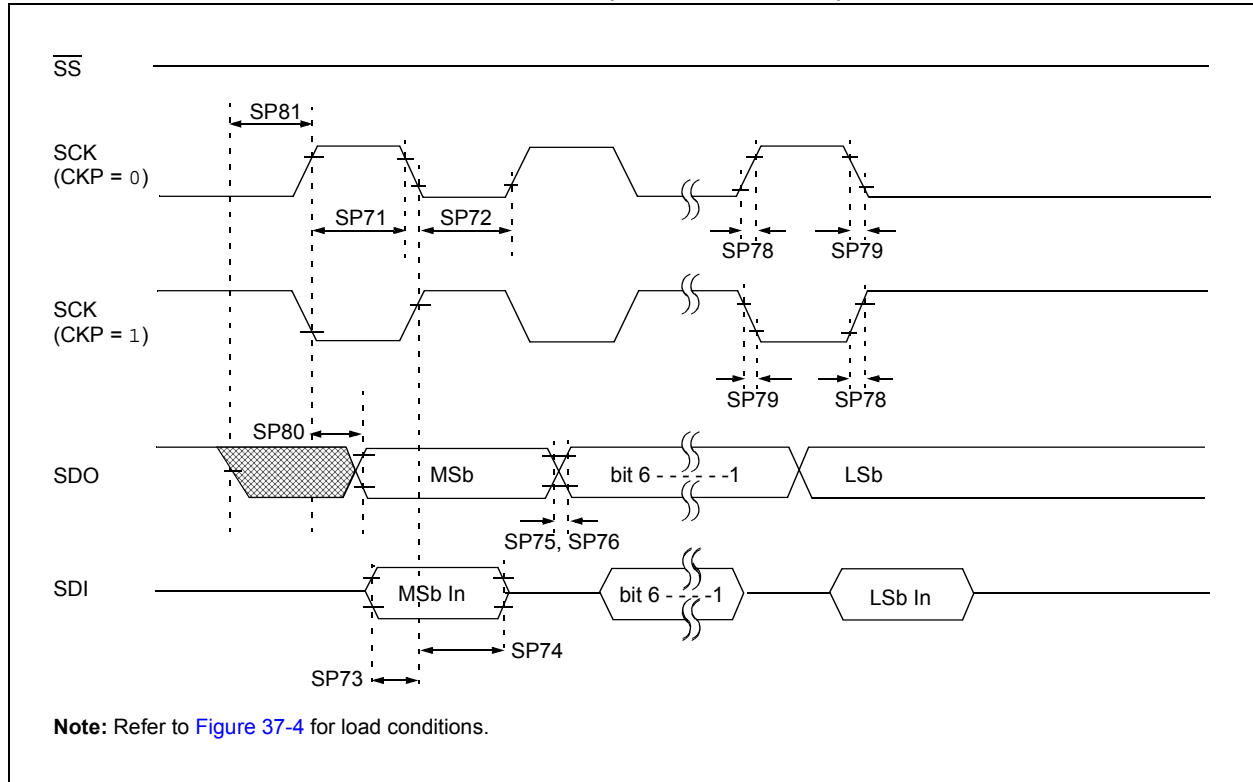 SS
SP81
SCK
(CKP = 0)
SP71
SP72
SP78
SP79
SCK
(CKP = 1)
SP79
SP78
SP80
SDO
MSb
bit 6 - - - - - -1
LSb
SP75, SP76
SDI
MSb In
bit 6 - - - -1
LSb In
SP74
SP73
Note: Refer to Figure 37-4 for load conditions.